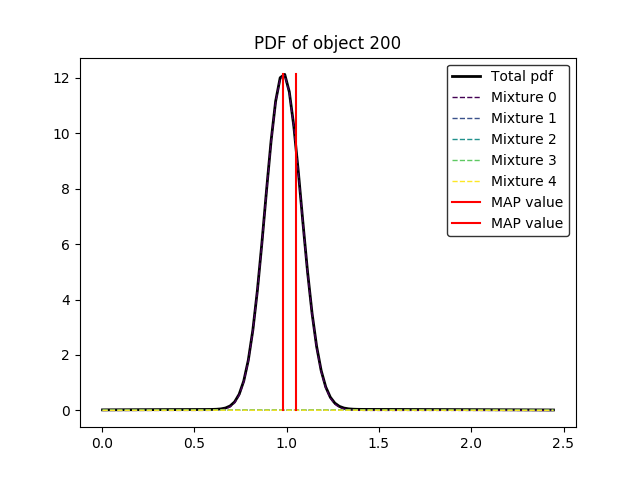 PDF of object 200
Total pdf
Mixture 0
Mixture 1
Mixture 2
Mixture 3
Mixture 4
MAP value
MAP value
12
10
8
6
4
2
0
0.0 0.5 1.0 1.5 2.0 2.5